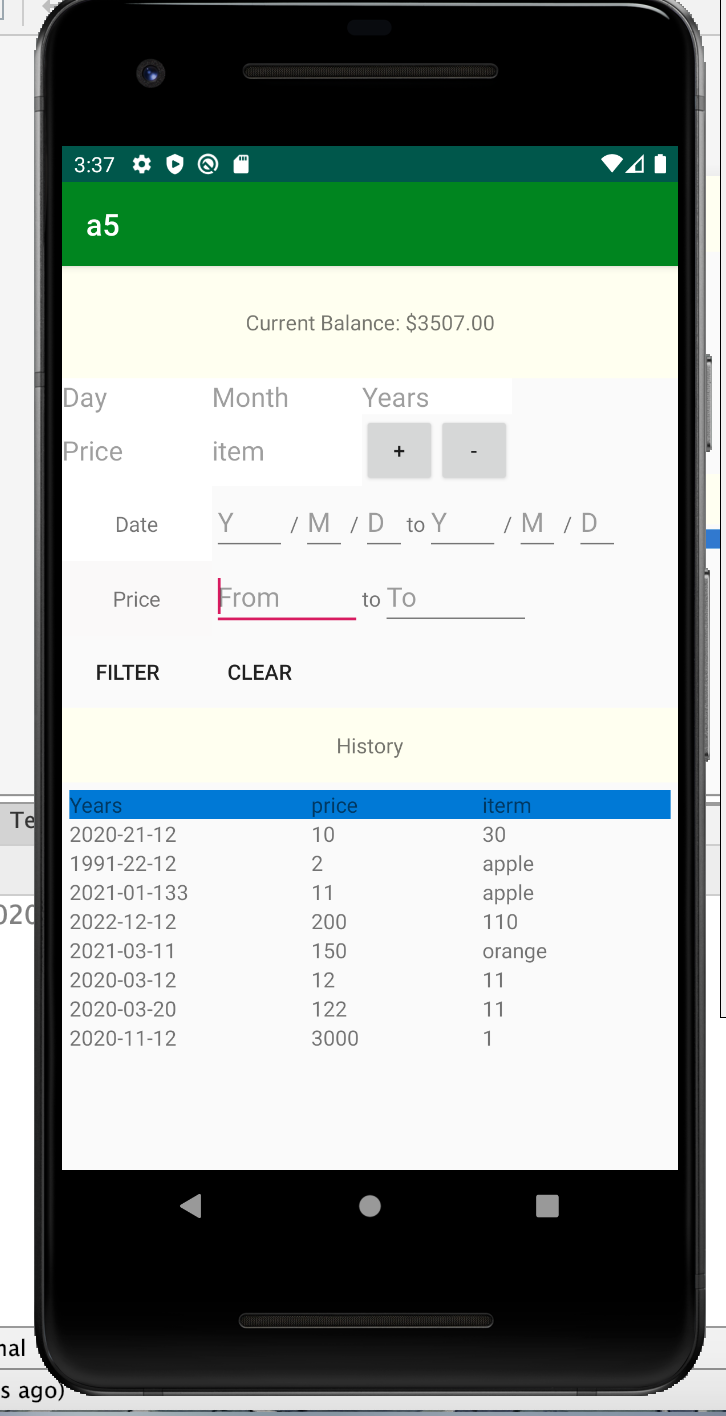 3:37
a5
Current Balance: $3507.00
Day Month Years
Price item + -
Date Y / M / D to Y / M / D
Price From to To
FILTER CLEAR
History
Te
Years price iterm
2020-21-12 10 30
1991-22-12 2 apple
2021-01-133 11 apple
020
2022-12-12 200 110
2021-03-11 150 orange
2020-03-12 12 11
2020-03-20 122 11
2020-11-12 3000 1
nal
s ago)